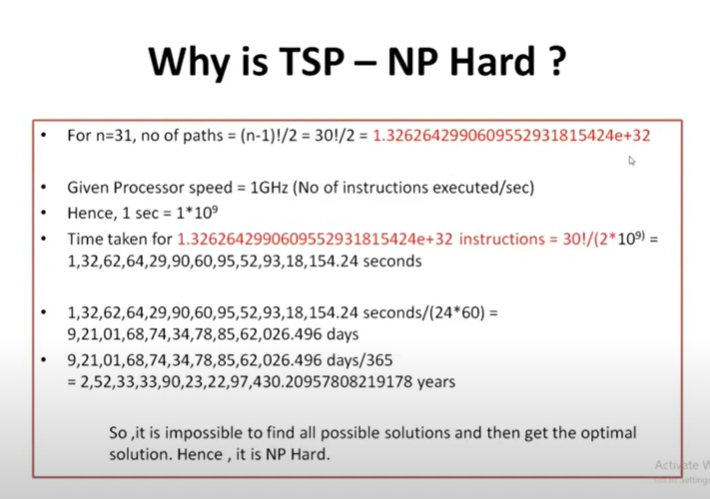 Why is TSP – NP Hard ?
• For n=31, no of paths = (n-1)!/2 = 30!/2 = 1.3262642990609552931815424e+32
• Given Processor speed = 1GHz (No of instructions executed/sec)
• Hence, 1 sec = 1*10⁹
• Time taken for 1.3262642990609552931815424e+32 instructions = 30!/(2*10⁹⁾ =
1,32,62,64,29,90,60,95,52,93,18,154.24 seconds
• 1,32,62,64,29,90,60,95,52,93,18,154.24 seconds/(24*60) =
9,21,01,68,74,34,78,85,62,026.496 days
• 9,21,01,68,74,34,78,85,62,026.496 days/365
= 2,52,33,33,90,23,22,97,430.20957808219178 years
So ,it is impossible to find all possible solutions and then get the optimal
solution. Hence , it is NP Hard.
Activate W